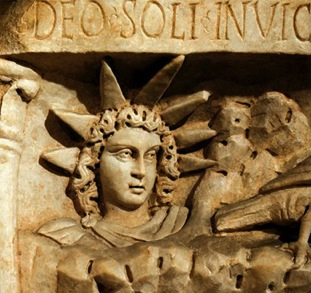 DEO · SOLI · INVIC